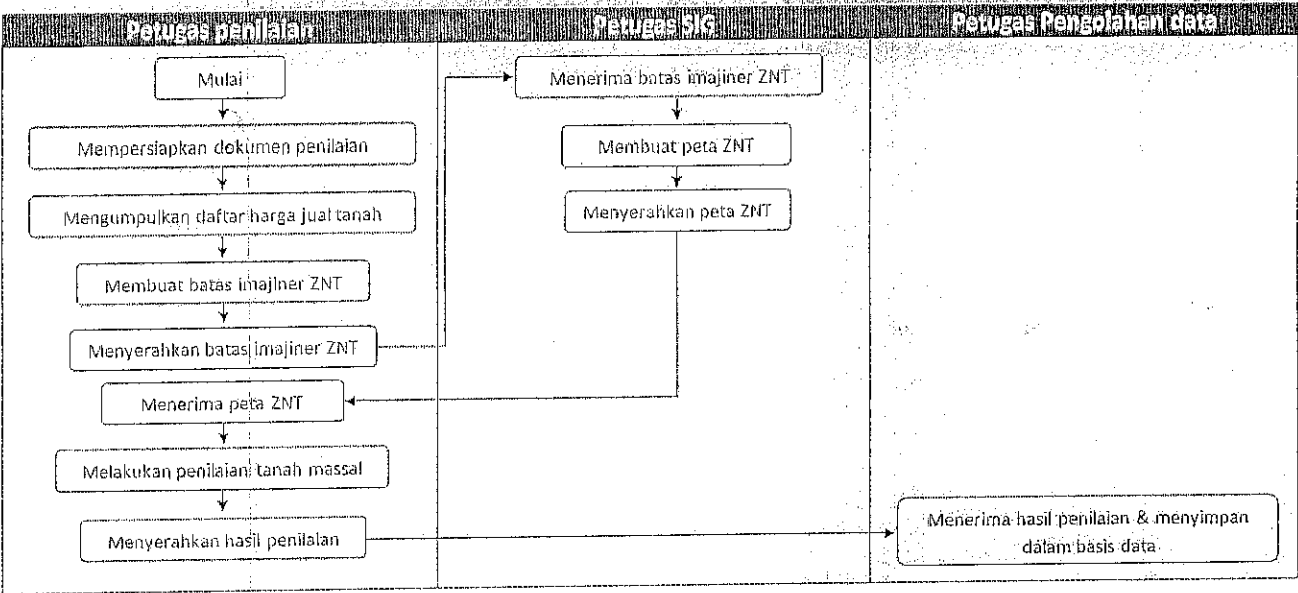 Petugas penilaian
Petugas SIG
Petugas Pengolahan data
Mulai
Mempersiapkan dokumen penilaian
Mengumpulkan daftar harga jual tanah
Membuat batas imajiner ZNT
Menyerahkan batas imajiner ZNT
Menerima batas imajiner ZNT
Membuat peta ZNT
Menyerahkan peta ZNT
Menerima peta ZNT
Melakukan penilaian tanah massal
Menyerahkan hasil penilaian
Menerima hasil penilaian & menyimpan
dalam basis data